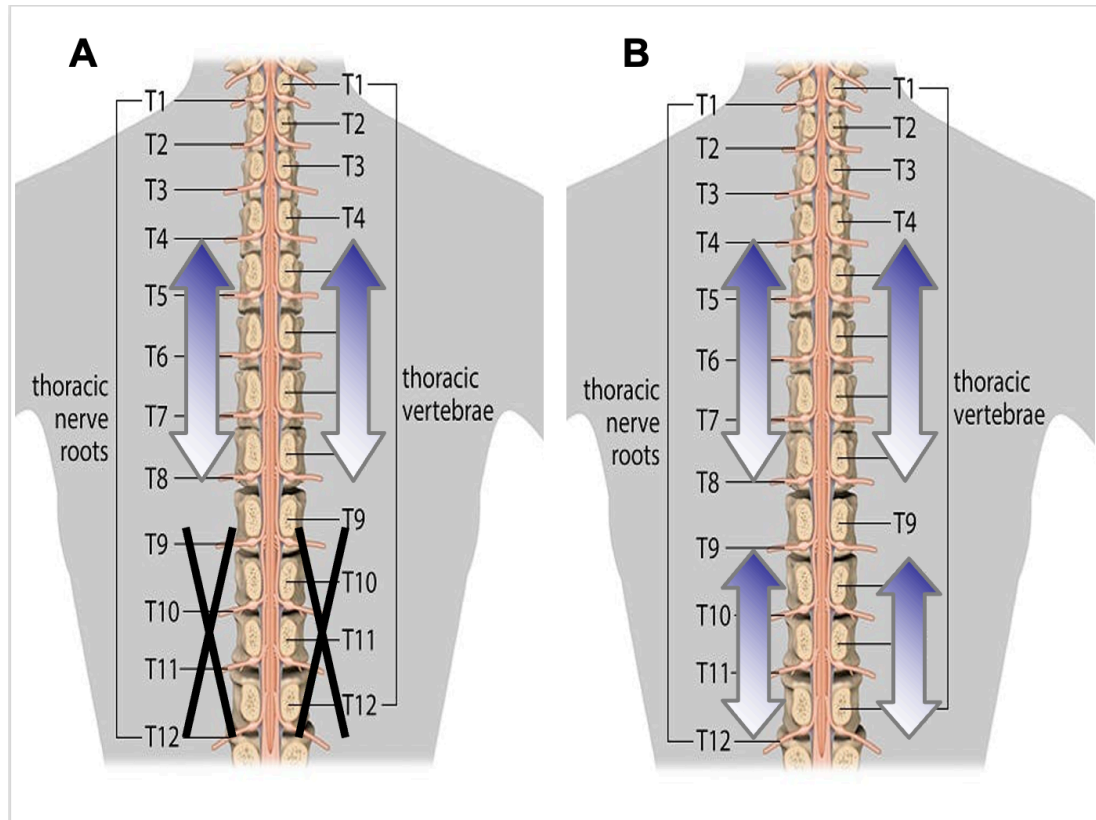 A
T1
T2
T3
T4
T5
T6
T7
T8
T9
T10
T11
T12
thoracic
nerve
roots
T1
T2
T3
T4
T9
T10
T11
T12
thoracic
vertebrae
B
T1
T2
T3
T4
T5
T6
T7
T8
T9
T10
T11
T12
thoracic
nerve
roots
T1
T2
T3
T4
T9
thoracic
vertebrae